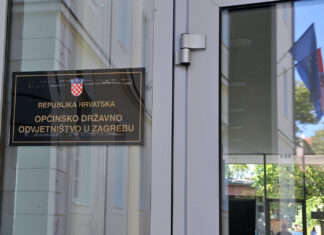 REPUBLIKA HRVATSKA
OPĆINSKO DRŽAVNO
ODVJETNIŠTVO U ZAGREBU